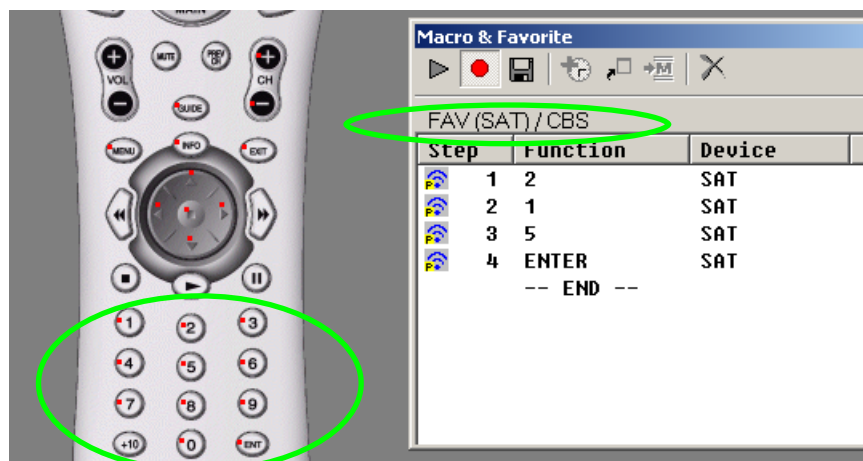 MAIN
MUTE
PREV CH
VOL
CH
GUIDE
MENU
INFO
EXIT
1
2
3
4
5
6
7
8
9
+10
0
ENT
Macro & Favorite
FAV (SAT) / CBS
Step Function Device
1 2 SAT
2 1 SAT
3 5 SAT
4 ENTER SAT
-- END --